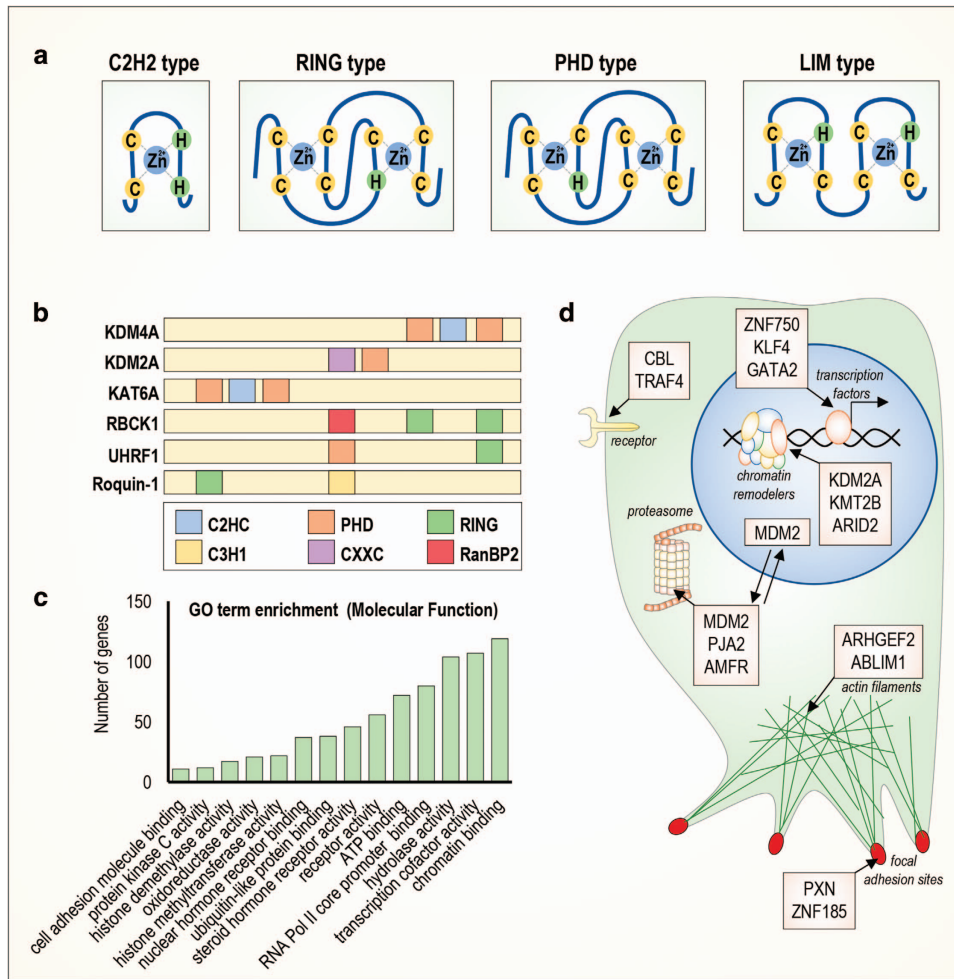 a
C2H2 type
RING type
PHD type
LIM type
C
H
Zn2+
C
H
C
C
C
C
Zn2+
Zn2+
C
C
H
C
C
C
C
C
Zn2+
Zn2+
C
H
C
C
C
H
C
H
Zn2+
Zn2+
C
C
C
C
b
KDM4A
KDM2A
KAT6A
RBCK1
UHRF1
Roquin-1
C2HC
PHD
RING
C3H1
CXXC
RanBP2
c
GO term enrichment (Molecular Function)
Number of genes
150
100
50
0
cell adhesion molecule binding
protein kinase C activity
histone demethylase activity
oxidoreductase activity
histone methyltransferase activity
nuclear hormone receptor binding
ubiquitin-like protein binding
steroid hormone receptor activity
receptor activity
ATP binding
RNA Pol II core promoter binding
hydrolase activity
transcription cofactor activity
chromatin binding
d
CBL
TRAF4
receptor
ZNF750
KLF4
GATA2
transcription
factors
chromatin
remodelers
KDM2A
KMT2B
ARID2
proteasome
MDM2
MDM2
PJA2
AMFR
ARHGEF2
ABLIM1
actin filaments
focal
adhesion sites
PXN
ZNF185